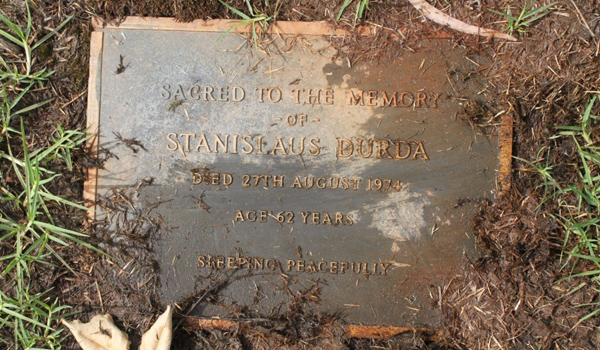 SACRED TO THE MEMORY
- OF -
STANISLAUS DURDA
DIED 27TH AUGUST 1974
AGE 62 YEARS
SLEEPING PEACEFULLY